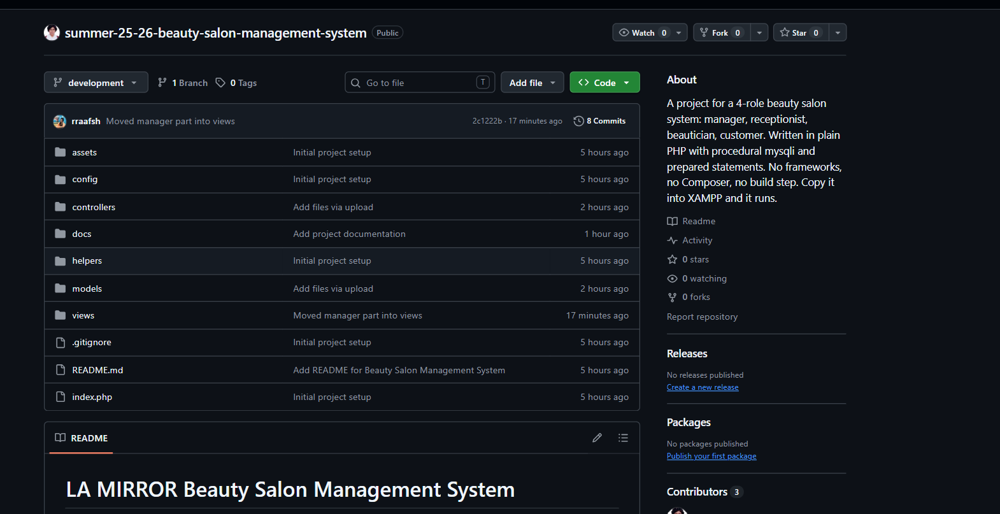 summer-25-26-beauty-salon-management-system Public
Watch 0 Fork 0 Star 0
development 1 Branch 0 Tags Go to file T Add file Code
rraafsh Moved manager part into views 2c1222b · 17 minutes ago 8 Commits
assets Initial project setup 5 hours ago
config Initial project setup 5 hours ago
controllers Add files via upload 2 hours ago
docs Add project documentation 1 hour ago
helpers Initial project setup 5 hours ago
models Add files via upload 2 hours ago
views Moved manager part into views 17 minutes ago
.gitignore Initial project setup 5 hours ago
README.md Add README for Beauty Salon Management System 5 hours ago
index.php Initial project setup 5 hours ago
README
LA MIRROR Beauty Salon Management System
About
A project for a 4-role beauty salon
system: manager, receptionist,
beautician, customer. Written in plain
PHP with procedural mysqli and
prepared statements. No frameworks,
no Composer, no build step. Copy it
into XAMPP and it runs.
Readme
Activity
0 stars
0 watching
0 forks
Report repository
Releases
No releases published
Create a new release
Packages
No packages published
Publish your first package
Contributors 3